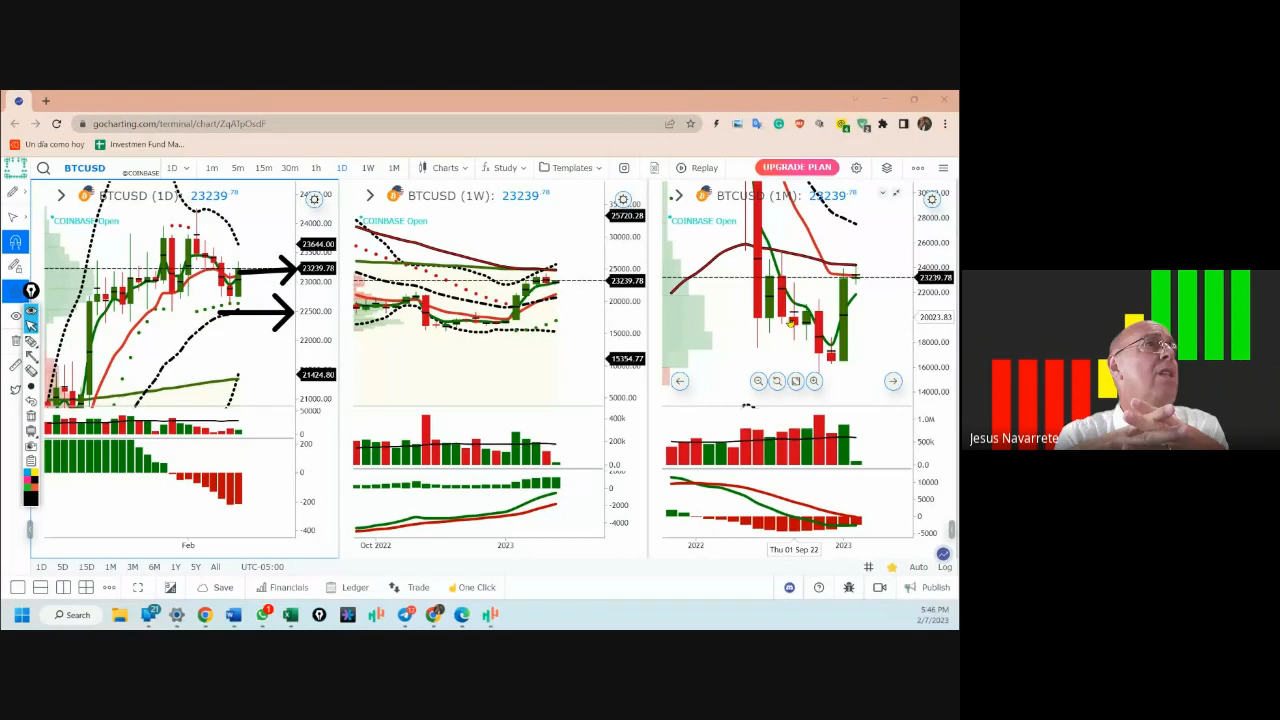 gocharting.com/terminal/chart/ZqATpOsdF
Un día como hoy
Investmen Fund Ma...
BTCUSD
@COINBASE
1D
1m
5m
15m
30m
1h
1D
1W
1M
Charts
Study
Templates
Replay
UPGRADE PLAN
BTCUSD (1D): 23239.78
COINBASE Open
24000.00
23644.00
23239.78
23000.00
22500.00
22000.00
21424.80
21000.00
50000
0
200
0
-200
-400
Feb
BTCUSD (1W): 23239.78
COINBASE Open
25720.28
30000.00
25000.00
23239.78
20000.00
15000.00
15354.77
5000.00
400k
200k
0.0
0
-2000
-4000
Oct 2022
2023
BTCUSD (1M): 23239.78
COINBASE Open
28000.00
26000.00
24000.00
23239.78
22000.00
20023.83
18000.00
16000.00
14000.00
1.0M
500k
0.0
10000
5000
0
-5000
2022
Thu 01 Sep 22
2023
Jesus Navarrete
1D
5D
15D
1M
3M
6M
1Y
5Y
All
UTC-05:00
Auto
Log
Save
Financials
Ledger
Trade
One Click
Publish
Search
21
1
5:46 PM
2/7/2023